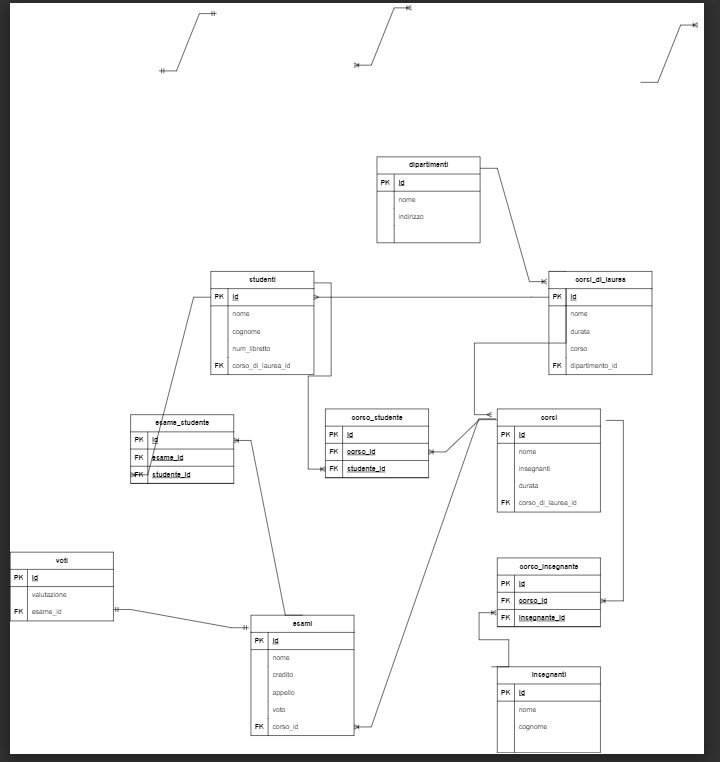 dipartimenti
PK id
nome
indirizzo
studenti
PK id
nome
cognome
num_libretto
FK corso_di_laurea_id
corsi_di_laurea
PK id
nome
durata
corso
FK dipartimento_id
esame_studente
PK id
FK esame_id
FK studente_id
corso_studente
PK id
FK corso_id
FK studente_id
corsi
PK id
nome
insegnanti
durata
FK corso_di_laurea_id
voti
PK id
valutazione
FK esame_id
corso_insegnante
PK id
FK corso_id
FK insegnante_id
esami
PK id
nome
credito
appello
voto
FK corso_id
insegnanti
PK id
nome
cognome